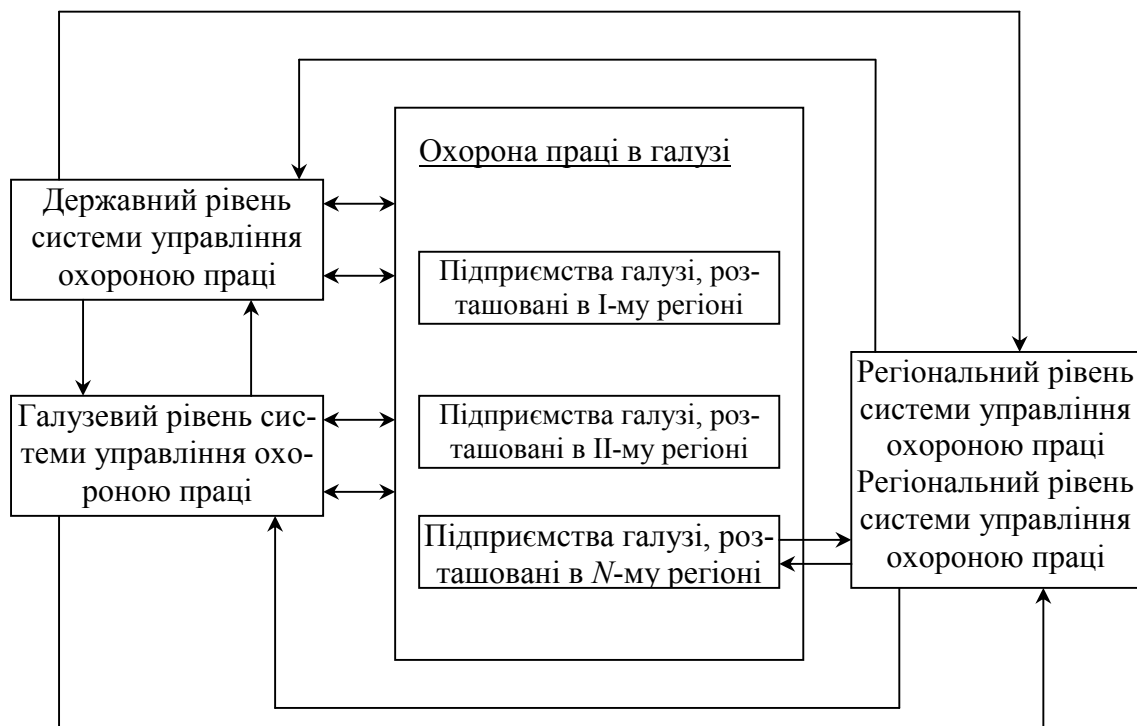 Охорона праці в галузі
Державний рівень
системи управління
охороною праці
Підприємства галузі, роз-
ташовані в І-му регіоні
Галузевий рівень сис-
теми управління охо-
роною праці
Підприємства галузі, роз-
ташовані в ІІ-му регіоні
Підприємства галузі, роз-
ташовані в N-му регіоні
Регіональний рівень
системи управління
охороною праці
Регіональний рівень
системи управління
охороною праці